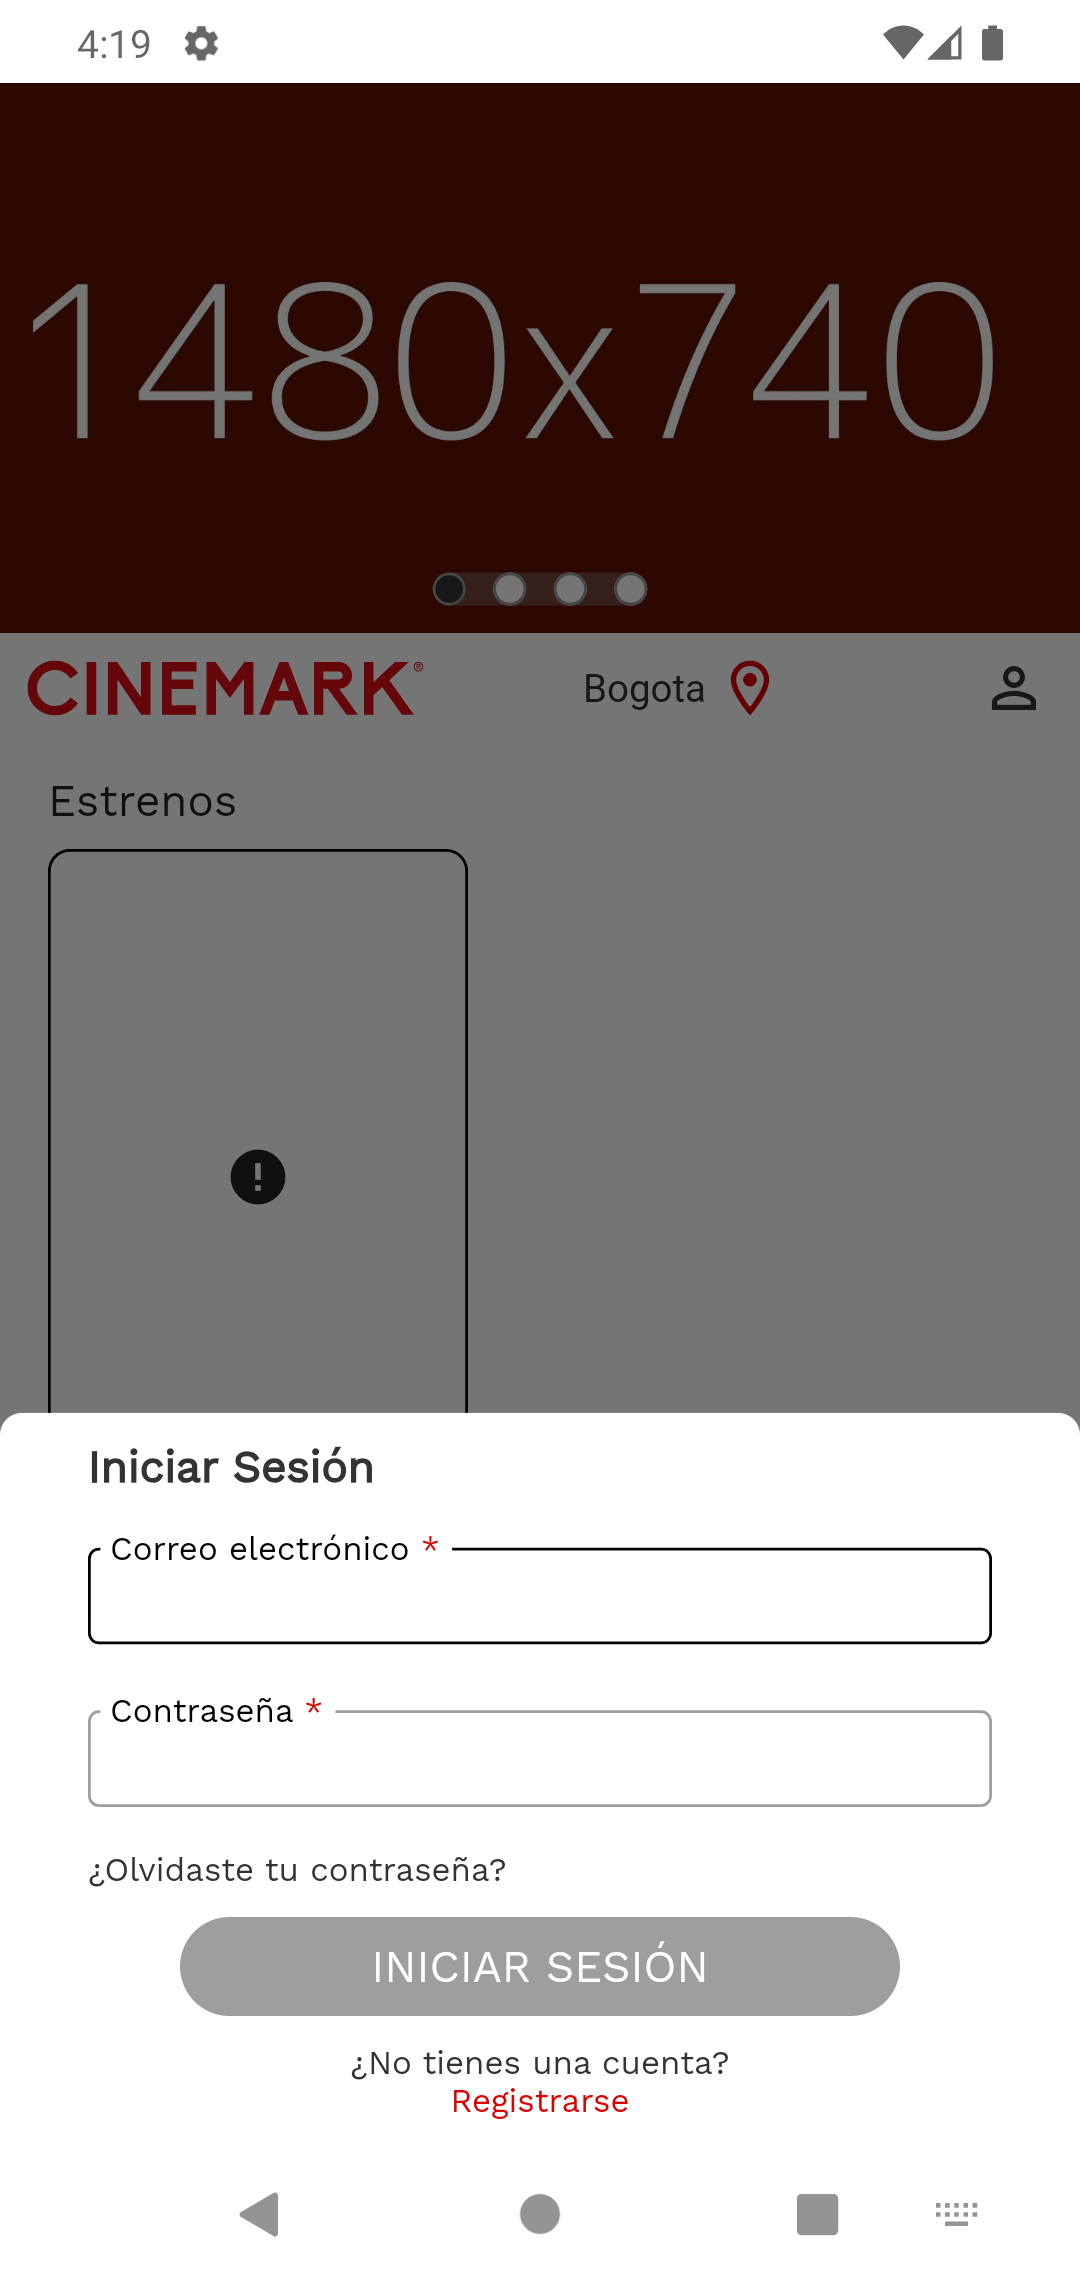 4:19
1480x740
CINEMARK®
Bogota
Estrenos
Iniciar Sesión
Correo electrónico *
Contraseña *
¿Olvidaste tu contraseña?
INICIAR SESIÓN
¿No tienes una cuenta?
Registrarse